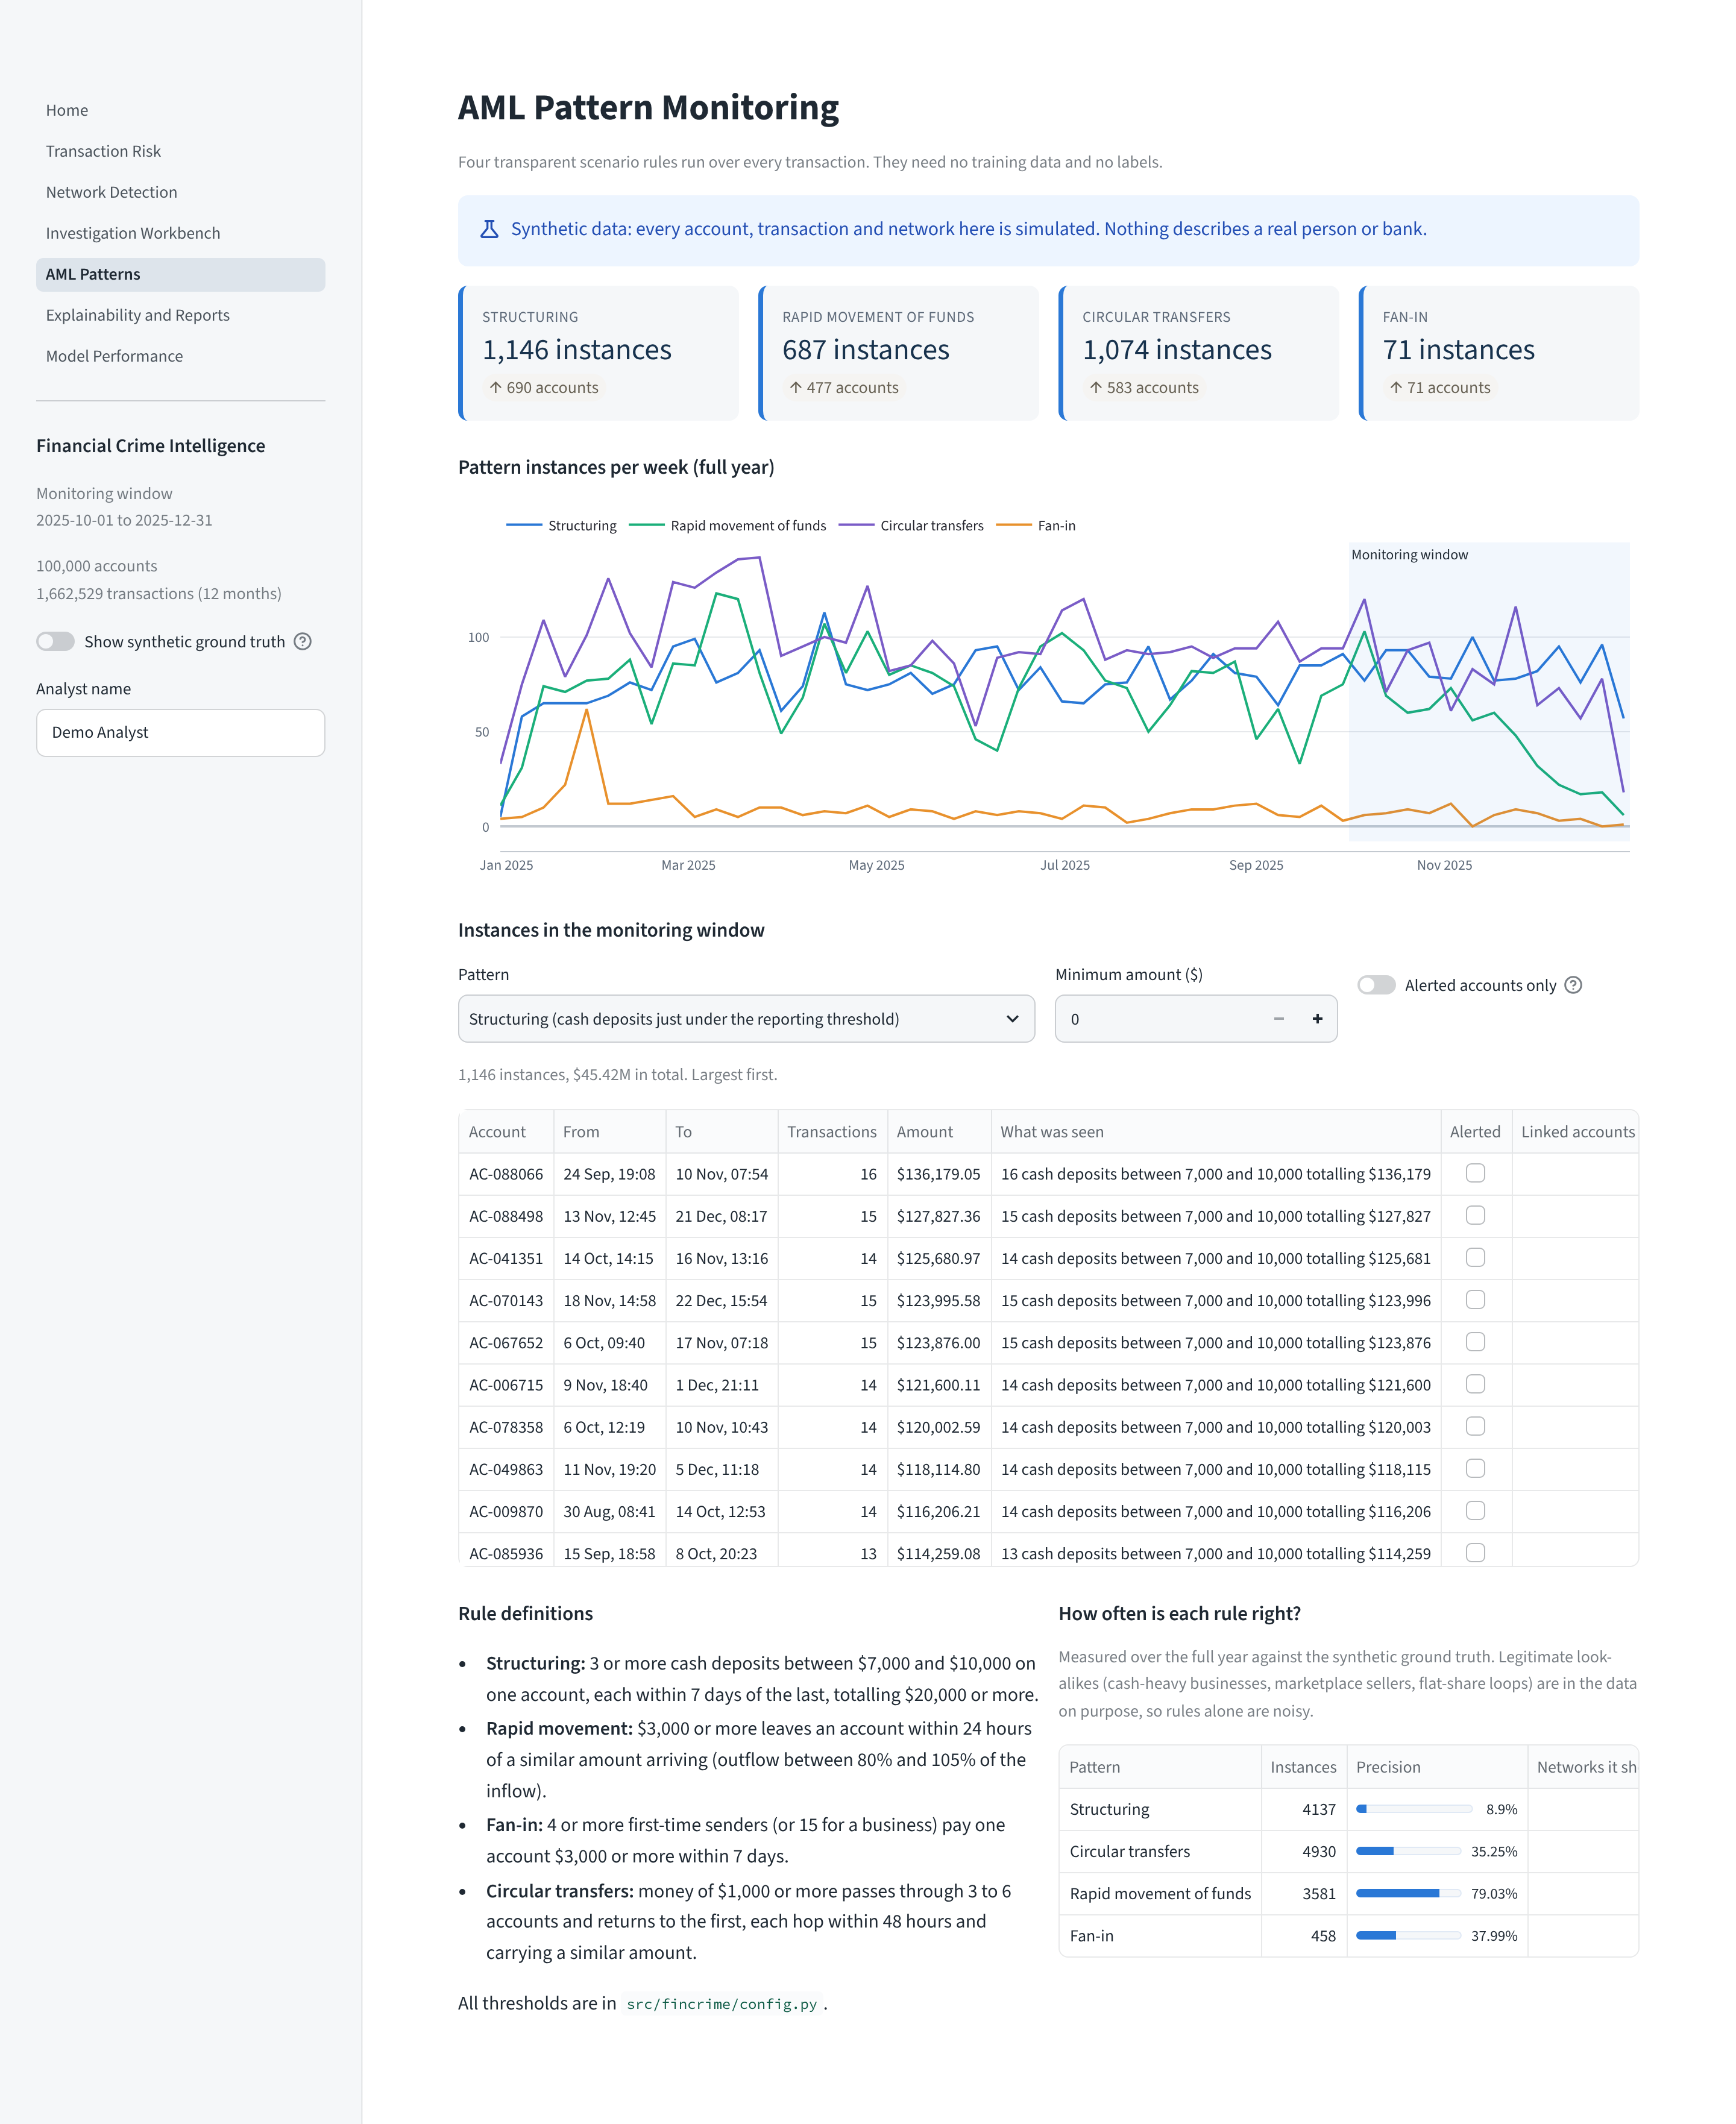 Home
Transaction Risk
Network Detection
Investigation Workbench
AML Patterns
Explainability and Reports
Model Performance
Financial Crime Intelligence
Monitoring window
2025-10-01 to 2025-12-31
100,000 accounts
1,662,529 transactions (12 months)
Show synthetic ground truth
Analyst name
Demo Analyst
AML Pattern Monitoring
Four transparent scenario rules run over every transaction. They need no training data and no labels.
Synthetic data: every account, transaction and network here is simulated. Nothing describes a real person or bank.
STRUCTURING
1,146 instances
↑ 690 accounts
RAPID MOVEMENT OF FUNDS
687 instances
↑ 477 accounts
CIRCULAR TRANSFERS
1,074 instances
↑ 583 accounts
FAN-IN
71 instances
↑ 71 accounts
Pattern instances per week (full year)
Structuring Rapid movement of funds Circular transfers Fan-in
Monitoring window
100
50
0
Jan 2025 Mar 2025 May 2025 Jul 2025 Sep 2025 Nov 2025
Instances in the monitoring window
Pattern
Structuring (cash deposits just under the reporting threshold)
Minimum amount ($)
0 − +
Alerted accounts only
1,146 instances, $45.42M in total. Largest first.
Account From To Transactions Amount What was seen Alerted Linked accounts
AC-088066 24 Sep, 19:08 10 Nov, 07:54 16 $136,179.05 16 cash deposits between 7,000 and 10,000 totalling $136,179
AC-088498 13 Nov, 12:45 21 Dec, 08:17 15 $127,827.36 15 cash deposits between 7,000 and 10,000 totalling $127,827
AC-041351 14 Oct, 14:15 16 Nov, 13:16 14 $125,680.97 14 cash deposits between 7,000 and 10,000 totalling $125,681
AC-070143 18 Nov, 14:58 22 Dec, 15:54 15 $123,995.58 15 cash deposits between 7,000 and 10,000 totalling $123,996
AC-067652 6 Oct, 09:40 17 Nov, 07:18 15 $123,876.00 15 cash deposits between 7,000 and 10,000 totalling $123,876
AC-006715 9 Nov, 18:40 1 Dec, 21:11 14 $121,600.11 14 cash deposits between 7,000 and 10,000 totalling $121,600
AC-078358 6 Oct, 12:19 10 Nov, 10:43 14 $120,002.59 14 cash deposits between 7,000 and 10,000 totalling $120,003
AC-049863 11 Nov, 19:20 5 Dec, 11:18 14 $118,114.80 14 cash deposits between 7,000 and 10,000 totalling $118,115
AC-009870 30 Aug, 08:41 14 Oct, 12:53 14 $116,206.21 14 cash deposits between 7,000 and 10,000 totalling $116,206
AC-085936 15 Sep, 18:58 8 Oct, 20:23 13 $114,259.08 13 cash deposits between 7,000 and 10,000 totalling $114,259
Rule definitions
• Structuring: 3 or more cash deposits between $7,000 and $10,000 on
one account, each within 7 days of the last, totalling $20,000 or more.
• Rapid movement: $3,000 or more leaves an account within 24 hours
of a similar amount arriving (outflow between 80% and 105% of the
inflow).
• Fan-in: 4 or more first-time senders (or 15 for a business) pay one
account $3,000 or more within 7 days.
• Circular transfers: money of $1,000 or more passes through 3 to 6
accounts and returns to the first, each hop within 48 hours and
carrying a similar amount.
All thresholds are in src/fincrime/config.py .
How often is each rule right?
Measured over the full year against the synthetic ground truth. Legitimate look-
alikes (cash-heavy businesses, marketplace sellers, flat-share loops) are in the data
on purpose, so rules alone are noisy.
Pattern Instances Precision Networks it sh
Structuring 4137 8.9%
Circular transfers 4930 35.25%
Rapid movement of funds 3581 79.03%
Fan-in 458 37.99%